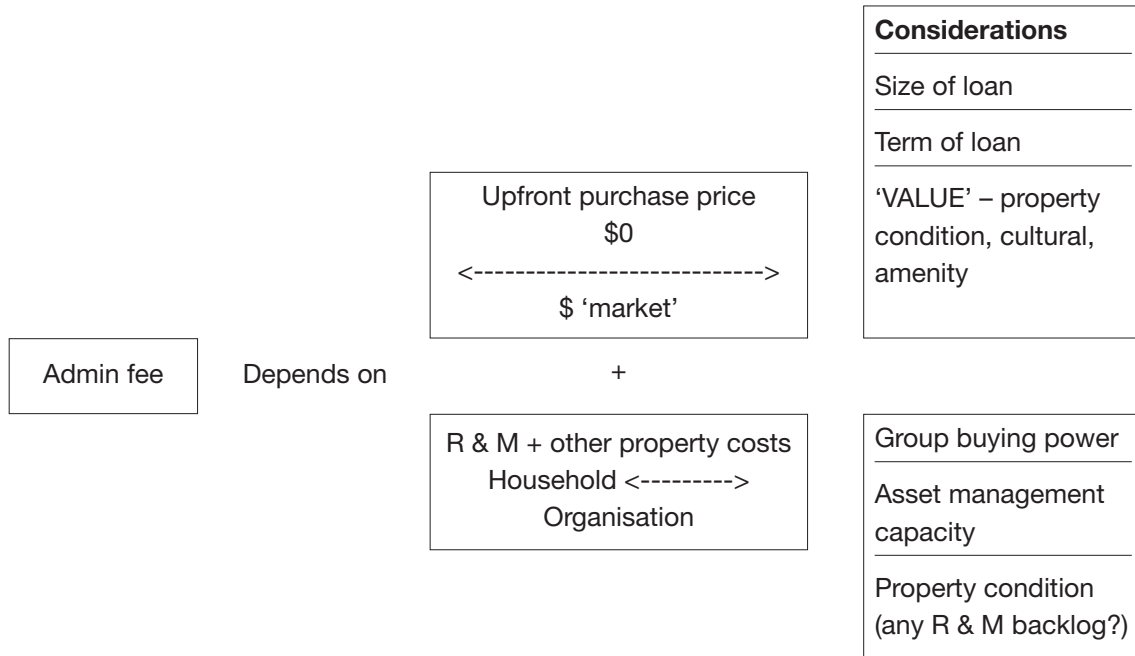 Considerations
Size of loan
Term of loan
‘VALUE’ – property
condition, cultural,
amenity
Upfront purchase price
$0
<---------------------------->
$ ‘market’
Admin fee
Depends on
+
R & M + other property costs
Household <--------->
Organisation
Group buying power
Asset management
capacity
Property condition
(any R & M backlog?)